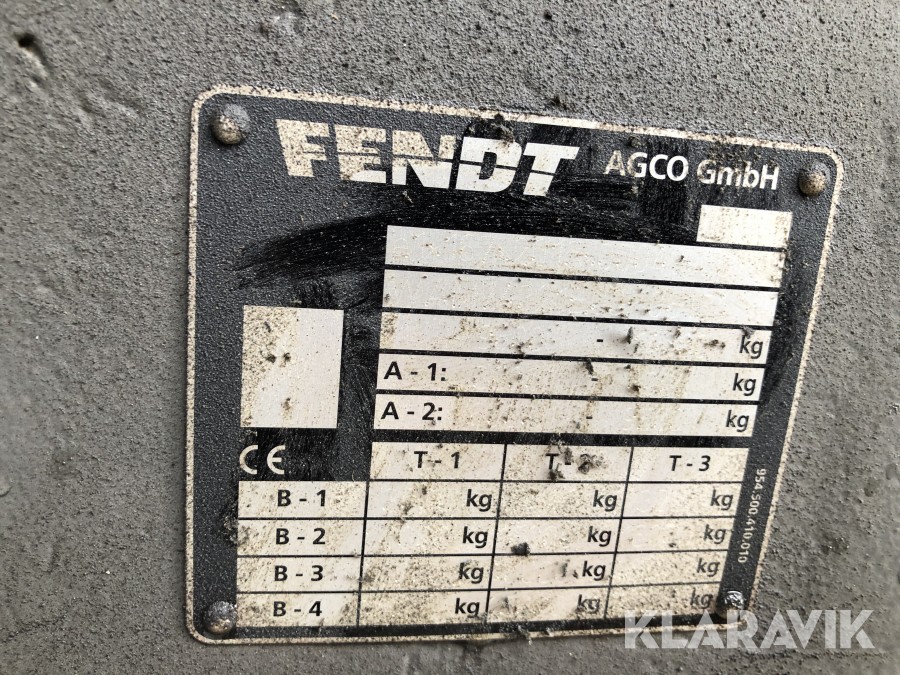 FENDT AGCO GmbH
- kg
A - 1: - kg
A - 2: - kg
CE T - 1 T - 2 T - 3
B - 1 kg kg kg
B - 2 kg kg kg
B - 3 kg kg kg
B - 4 kg kg kg
954.500.410.010
KLARAVIK